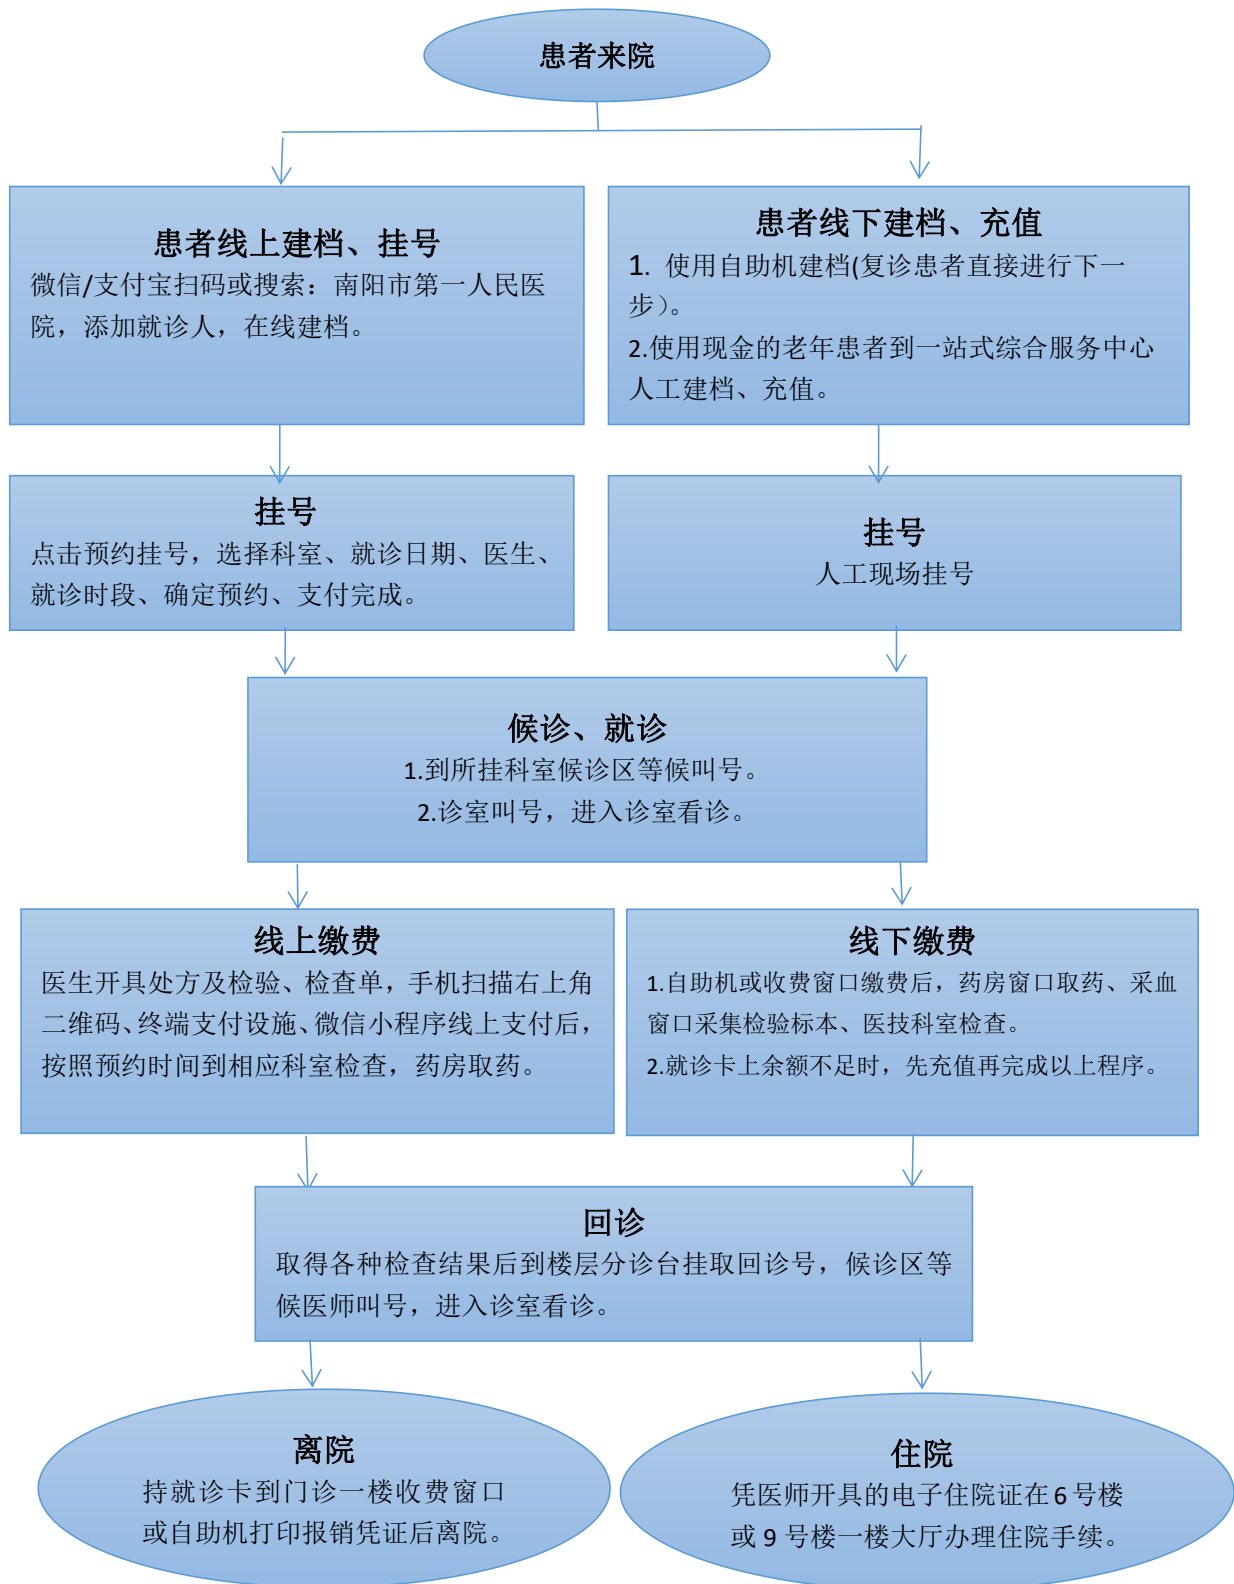 患者来院
患者线上建档、挂号
微信/支付宝扫码或搜索：南阳市第一人民医
院，添加就诊人，在线建档。
患者线下建档、充值
1. 使用自助机建档(复诊患者直接进行下一
步）。
2.使用现金的老年患者到一站式综合服务中心
人工建档、充值。
挂号
点击预约挂号，选择科室、就诊日期、医生、
就诊时段、确定预约、支付完成。
挂号
人工现场挂号
候诊、就诊
1.到所挂科室候诊区等候叫号。
2.诊室叫号，进入诊室看诊。
线上缴费
医生开具处方及检验、检查单，手机扫描右上角
二维码、终端支付设施、微信小程序线上支付后，
按照预约时间到相应科室检查，药房取药。
线下缴费
1.自助机或收费窗口缴费后，药房窗口取药、采血
窗口采集检验标本、医技科室检查。
2.就诊卡上余额不足时，先充值再完成以上程序。
回诊
取得各种检查结果后到楼层分诊台挂取回诊号，候诊区等
候医师叫号，进入诊室看诊。
离院
持就诊卡到门诊一楼收费窗口
或自助机打印报销凭证后离院。
住院
凭医师开具的电子住院证在 6 号楼
或 9 号楼一楼大厅办理住院手续。